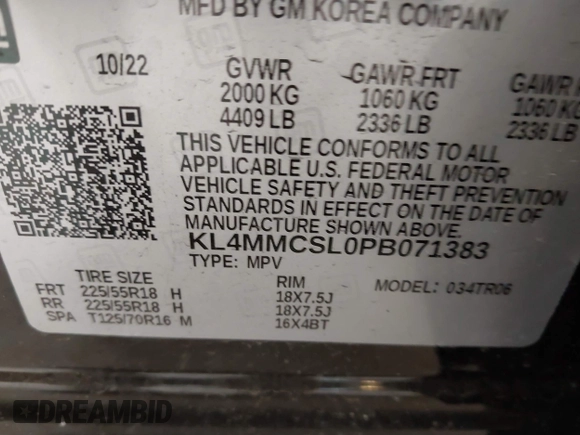 MFD BY GM KOREA COMPANY
10/22 GVWR GAWR FRT GAWR
2000 KG 1060 KG 1060 KG
4409 LB 2336 LB 2336 LB
THIS VEHICLE CONFORMS TO ALL
APPLICABLE U.S. FEDERAL MOTOR
VEHICLE SAFETY AND THEFT PREVENTION
STANDARDS IN EFFECT ON THE DATE OF
MANUFACTURE SHOWN ABOVE.
KL4MMCSL0PB071383
TYPE: MPV MODEL: 034TR06
TIRE SIZE RIM
FRT 225/55R18 H 18X7.5J
RR 225/55R18 H 18X7.5J
SPA T125/70R16 M 16X4BT
DREAMBID